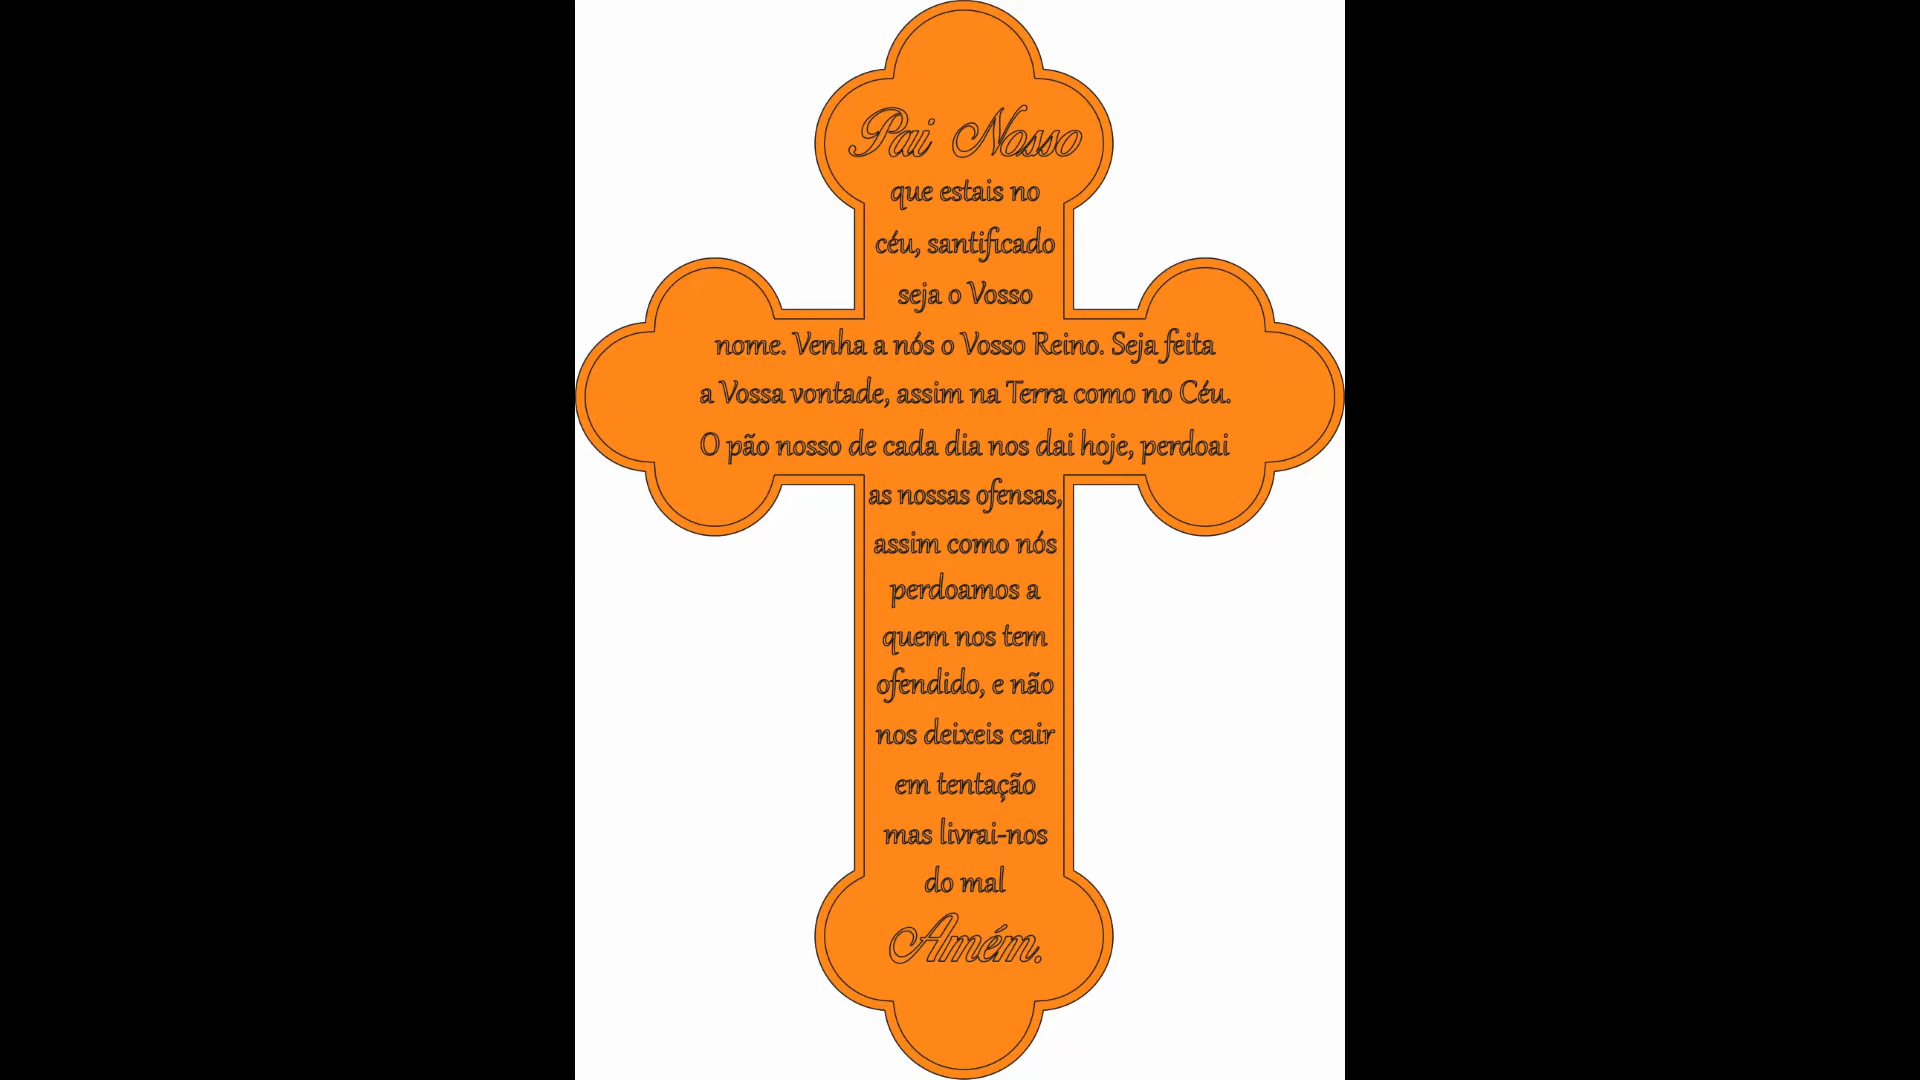 Pai Nosso
que estais no
céu, santificado
seja o Vosso
nome. Venha a nós o Vosso Reino. Seja feita
a Vossa vontade, assim na Terra como no Céu.
O pão nosso de cada dia nos dai hoje, perdoai
as nossas ofensas,
assim como nós
perdoamos a
quem nos tem
ofendido, e não
nos deixeis cair
em tentação
mas livrai-nos
do mal
Amém.